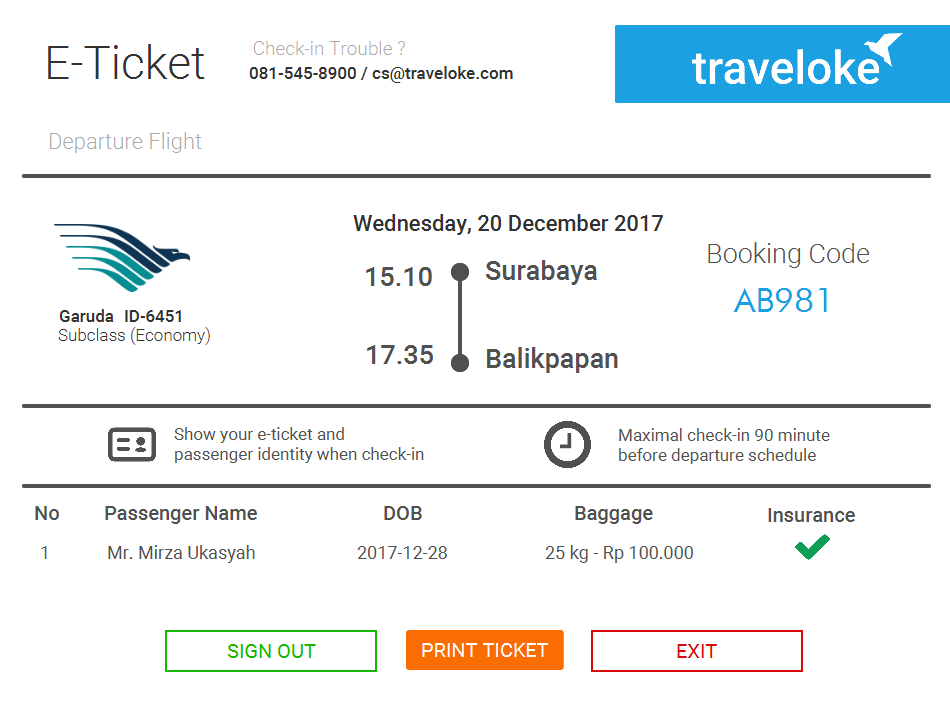 E-Ticket
Check-in Trouble ?
081-545-8900 / cs@traveloke.com
traveloke
Departure Flight
Wednesday, 20 December 2017
15.10 Surabaya
17.35 Balikpapan
Booking Code
AB981
Garuda ID-6451
Subclass (Economy)
Show your e-ticket and
passenger identity when check-in
Maximal check-in 90 minute
before departure schedule
No Passenger Name DOB Baggage Insurance
1 Mr. Mirza Ukasyah 2017-12-28 25 kg - Rp 100.000
SIGN OUT PRINT TICKET EXIT